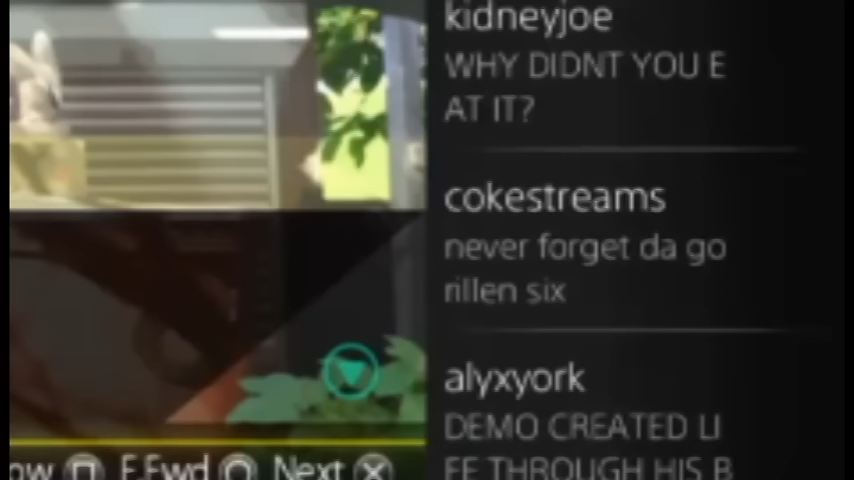 kidneyjoe
WHY DIDNT YOU E
AT IT?
cokestreams
never forget da go
rillen six
alyxyork
DEMO CREATED LI
FE THROUGH HIS B
ow F.Fwd Next